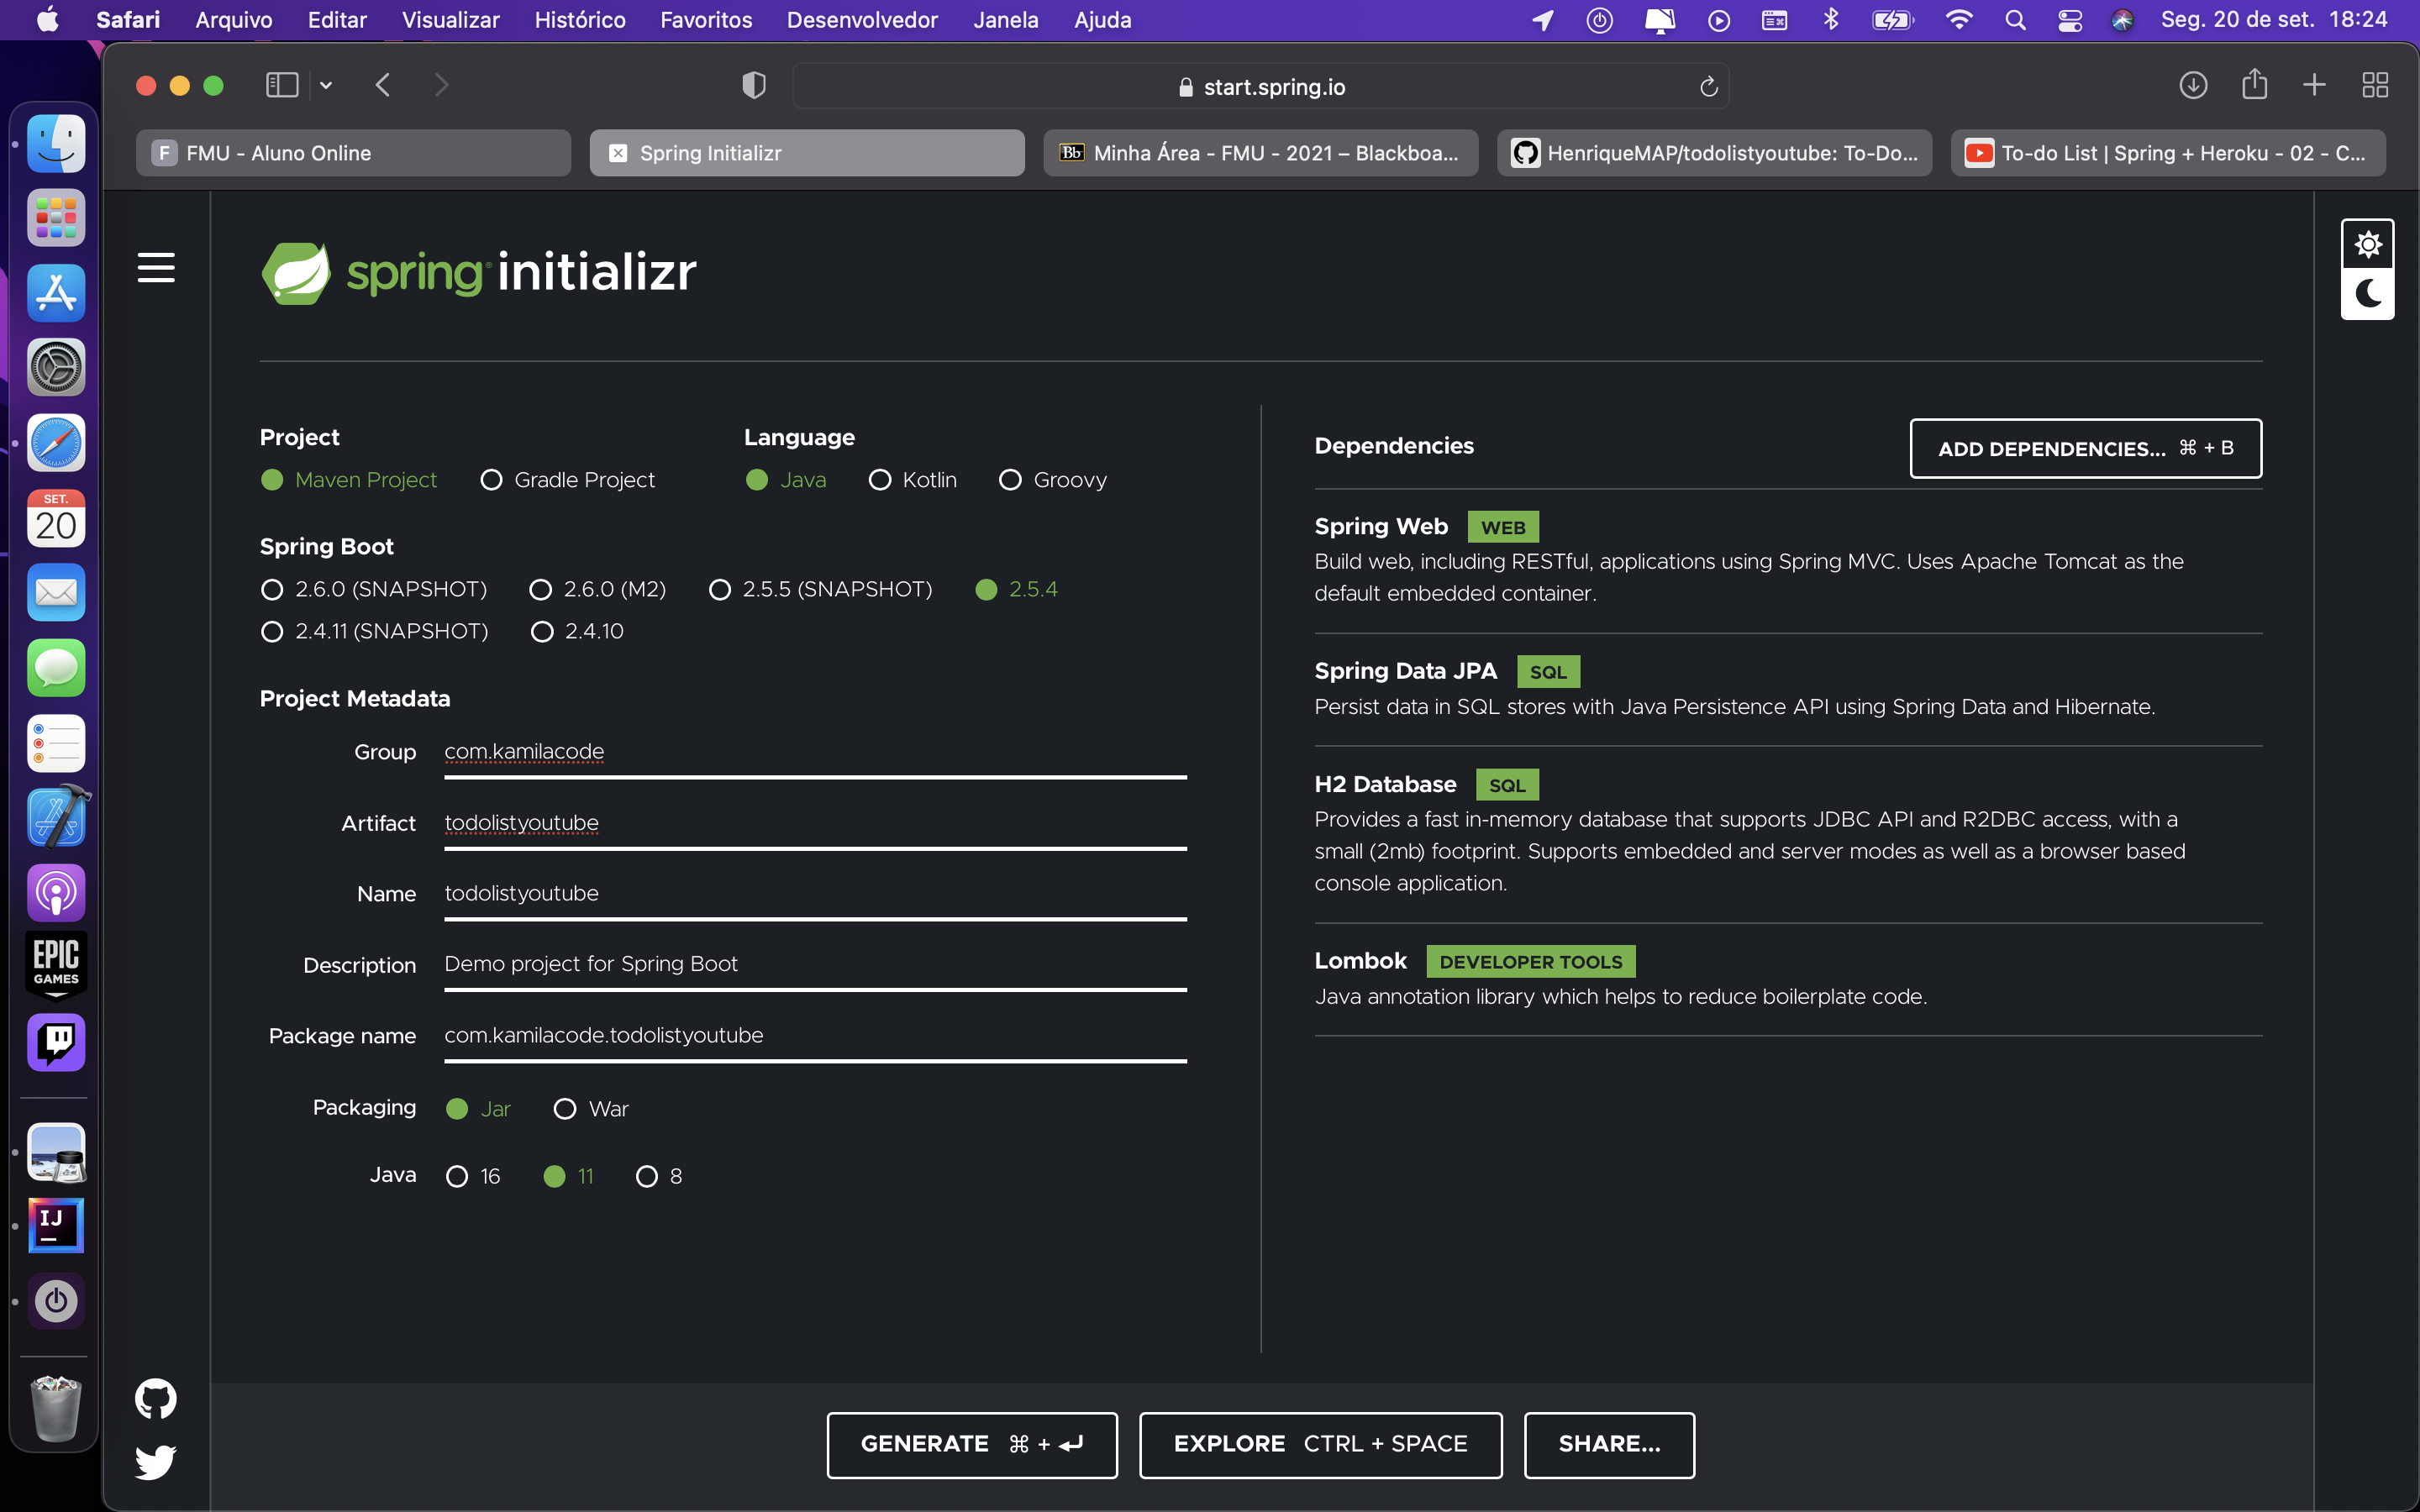 Safari Arquivo Editar Visualizar Histórico Favoritos Desenvolvedor Janela Ajuda Seg. 20 de set. 18:24
start.spring.io
F FMU - Aluno Online
Spring Initializr
Bb Minha Área - FMU - 2021 – Blackboa...
HenriqueMAP/todolistyoutube: To-Do...
To-do List | Spring + Heroku - 02 - C...
spring initializr
Project
Maven Project Gradle Project
Language
Java Kotlin Groovy
Spring Boot
2.6.0 (SNAPSHOT) 2.6.0 (M2) 2.5.5 (SNAPSHOT) 2.5.4
2.4.11 (SNAPSHOT) 2.4.10
Project Metadata
Group com.kamilacode
Artifact todolistyoutube
Name todolistyoutube
Description Demo project for Spring Boot
Package name com.kamilacode.todolistyoutube
Packaging Jar War
Java 16 11 8
Dependencies
ADD DEPENDENCIES... ⌘ + B
Spring Web WEB
Build web, including RESTful, applications using Spring MVC. Uses Apache Tomcat as the
default embedded container.
Spring Data JPA SQL
Persist data in SQL stores with Java Persistence API using Spring Data and Hibernate.
H2 Database SQL
Provides a fast in-memory database that supports JDBC API and R2DBC access, with a
small (2mb) footprint. Supports embedded and server modes as well as a browser based
console application.
Lombok DEVELOPER TOOLS
Java annotation library which helps to reduce boilerplate code.
GENERATE ⌘ + ↵
EXPLORE CTRL + SPACE
SHARE...
SET.
20
EPIC
GAMES
IJ